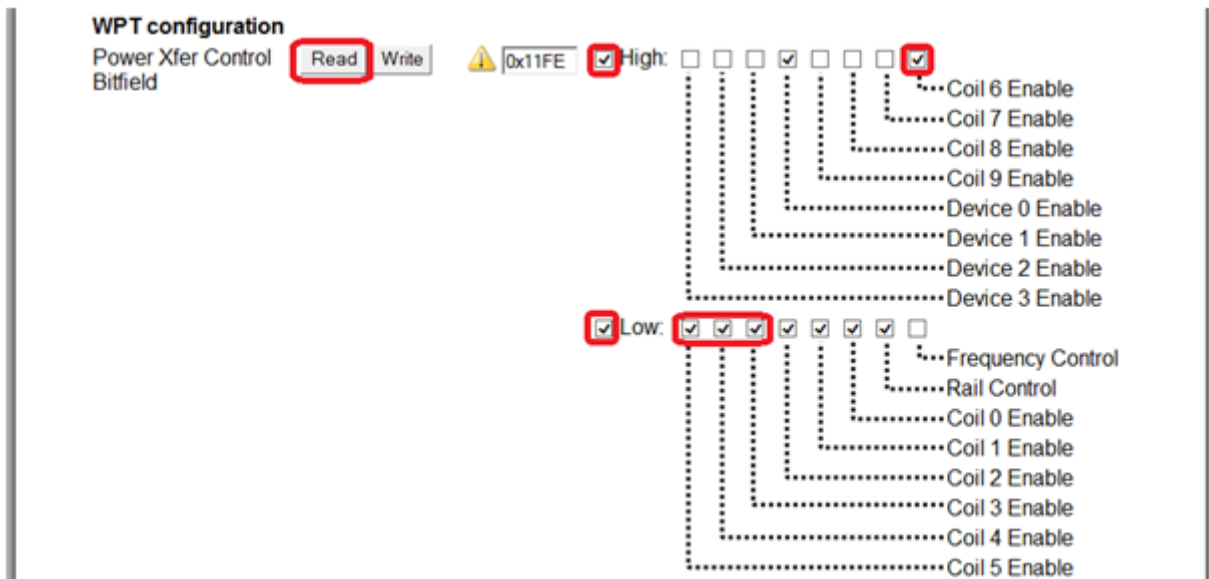 WPT configuration
Power Xfer Control Bitfield
Read Write 0x11FE High:
Coil 6 Enable
Coil 7 Enable
Coil 8 Enable
Coil 9 Enable
Device 0 Enable
Device 1 Enable
Device 2 Enable
Device 3 Enable
Low:
Frequency Control
Rail Control
Coil 0 Enable
Coil 1 Enable
Coil 2 Enable
Coil 3 Enable
Coil 4 Enable
Coil 5 Enable